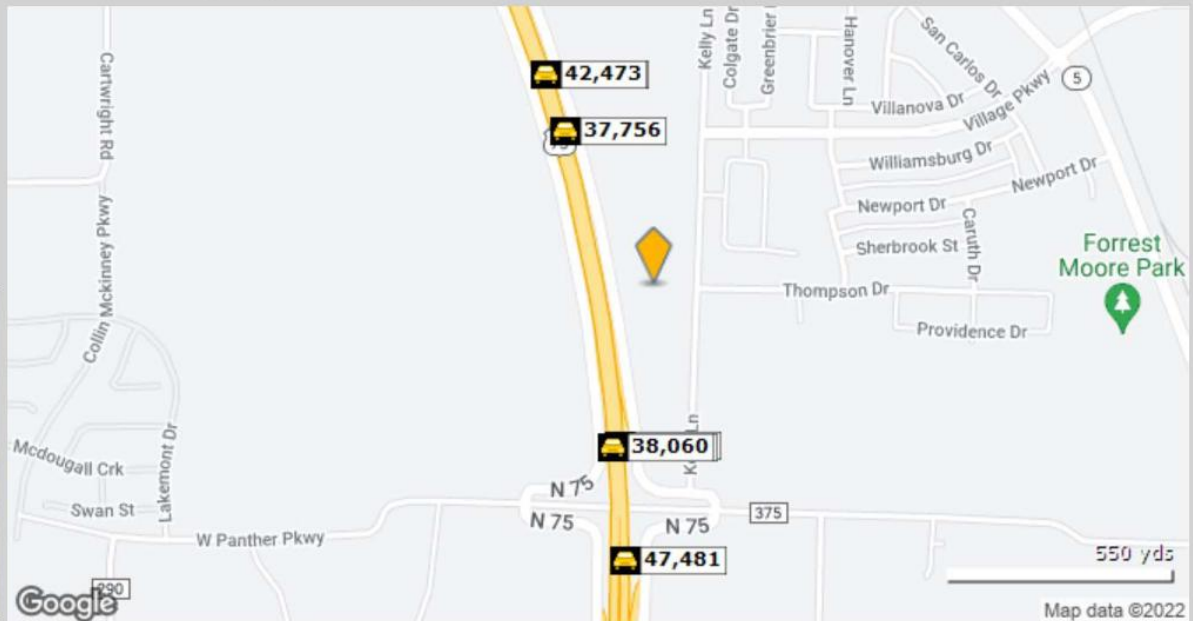 42,473
37,756
75
38,060
47,481
Cartwright Rd
Collin Mckinney Pkwy
Mcdougall Crk
Swan St
Lakemont Dr
W Panther Pkwy
290
N 75
N 75
N 75
375
Kelly Ln
Colgate Dr
Greenbrier
Hanover Ln
San Carlos Dr
Villanova Dr
Village Pkwy
5
Williamsburg Dr
Newport Dr
Newport Dr
Sherbrook St
Caruth Dr
Thompson Dr
Providence Dr
Forrest
Moore Park
Ln
550 yds
Google
Map data ©2022